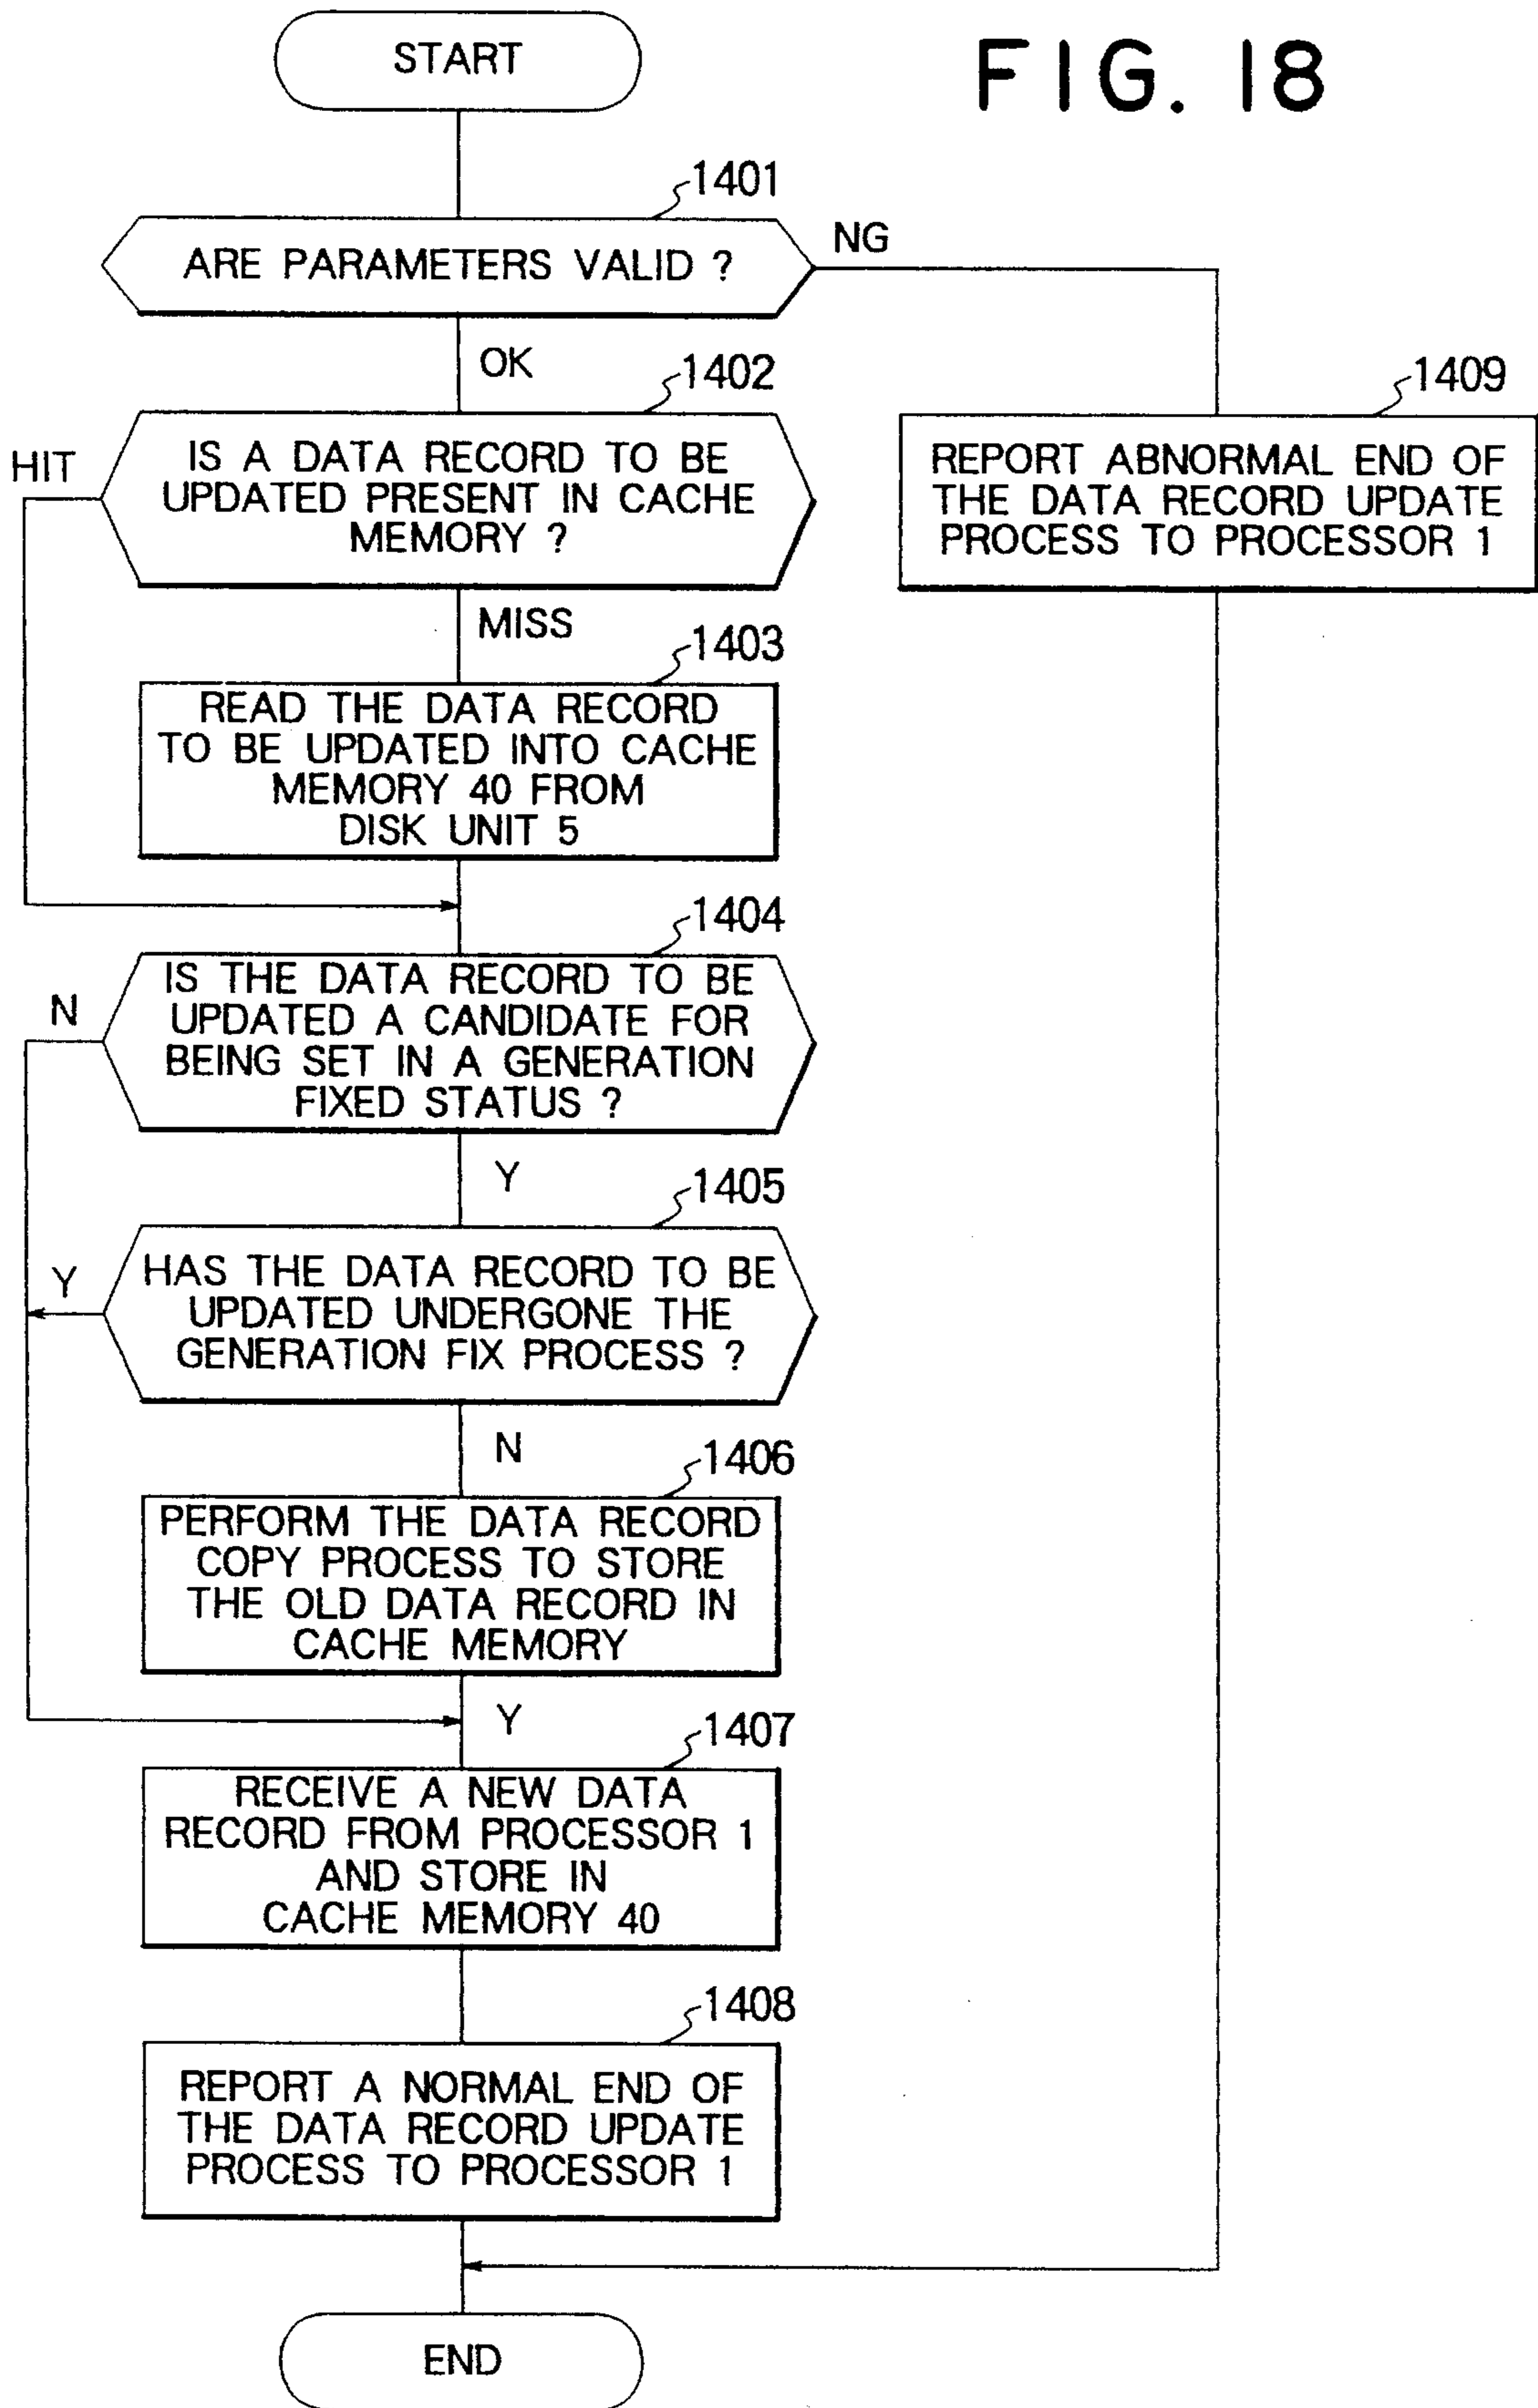 FIG. 18
START
1401
ARE PARAMETERS VALID ?
NG
OK
1402
HIT
IS A DATA RECORD TO BE
UPDATED PRESENT IN CACHE
MEMORY ?
1409
REPORT ABNORMAL END OF
THE DATA RECORD UPDATE
PROCESS TO PROCESSOR 1
MISS
1403
READ THE DATA RECORD
TO BE UPDATED INTO CACHE
MEMORY 40 FROM
DISK UNIT 5
1404
N
IS THE DATA RECORD TO BE
UPDATED A CANDIDATE FOR
BEING SET IN A GENERATION
FIXED STATUS ?
Y
1405
Y
HAS THE DATA RECORD TO BE
UPDATED UNDERGONE THE
GENERATION FIX PROCESS ?
N
1406
PERFORM THE DATA RECORD
COPY PROCESS TO STORE
THE OLD DATA RECORD IN
CACHE MEMORY
Y
1407
RECEIVE A NEW DATA
RECORD FROM PROCESSOR 1
AND STORE IN
CACHE MEMORY 40
1408
REPORT A NORMAL END OF
THE DATA RECORD UPDATE
PROCESS TO PROCESSOR 1
END